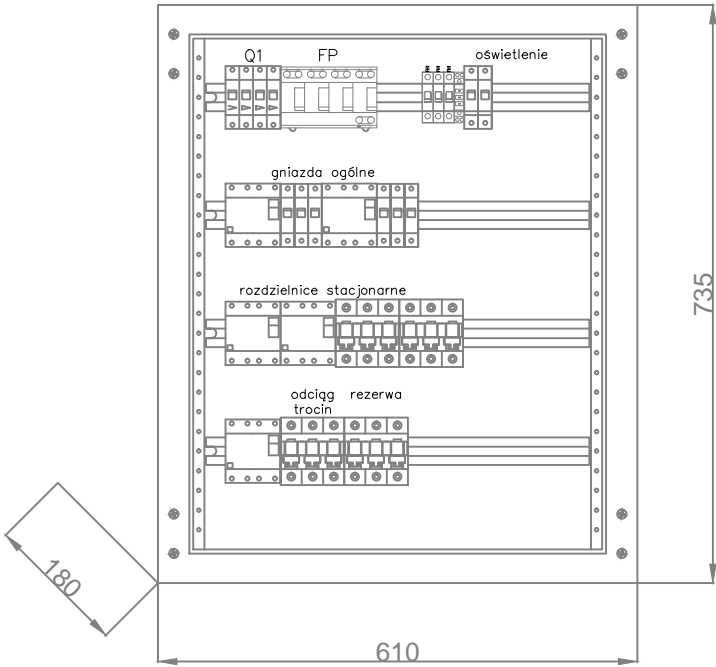 Q1 FP oświetlenie
gniazda ogólne
rozdzielnice stacjonarne
odciąg rezerwa
trocin
735
180
610